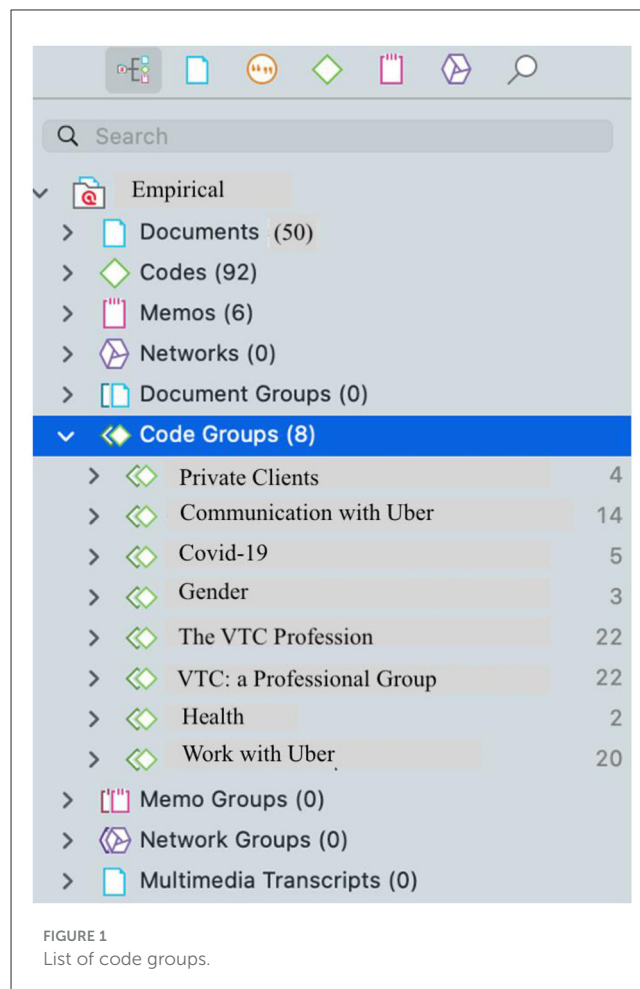 Search
Empirical
Documents (50)
Codes (92)
Memos (6)
Networks (0)
Document Groups (0)
Code Groups (8)
Private Clients 4
Communication with Uber 14
Covid-19 5
Gender 3
The VTC Profession 22
VTC: a Professional Group 22
Health 2
Work with Uber 20
Memo Groups (0)
Network Groups (0)
Multimedia Transcripts (0)
FIGURE 1
List of code groups.